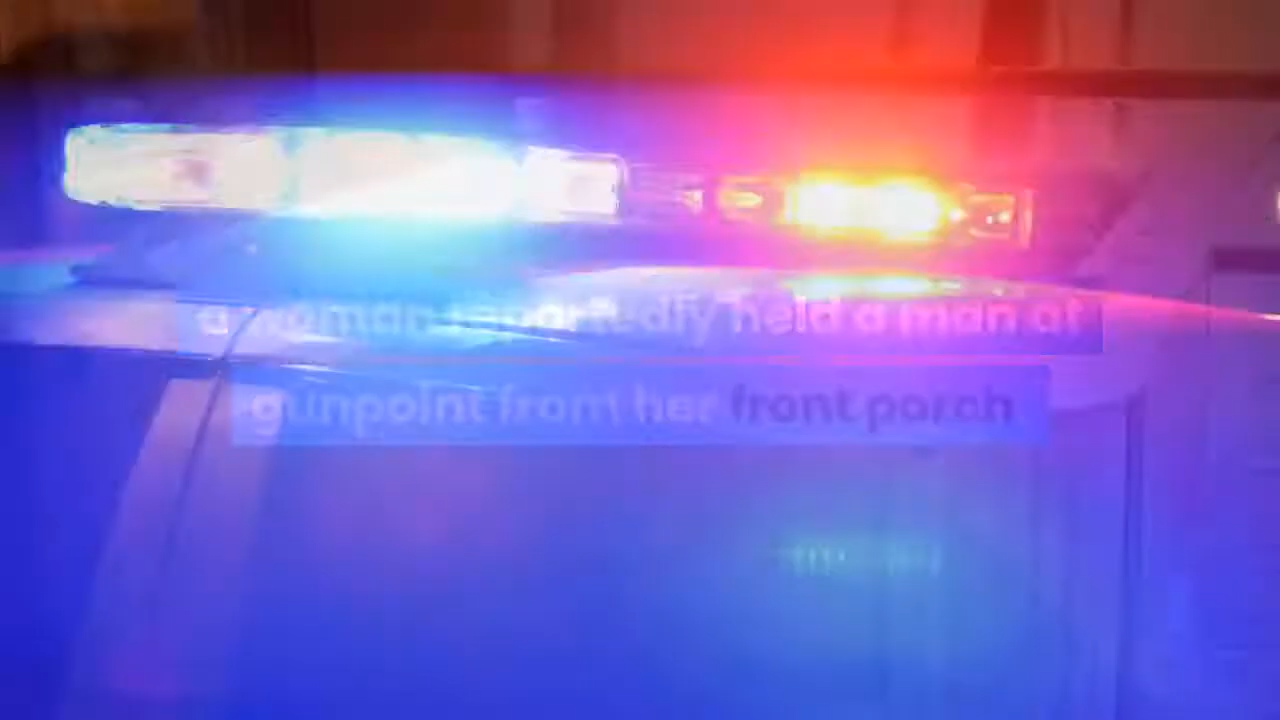 a woman reportedly held a man at
gunpoint from her front porch